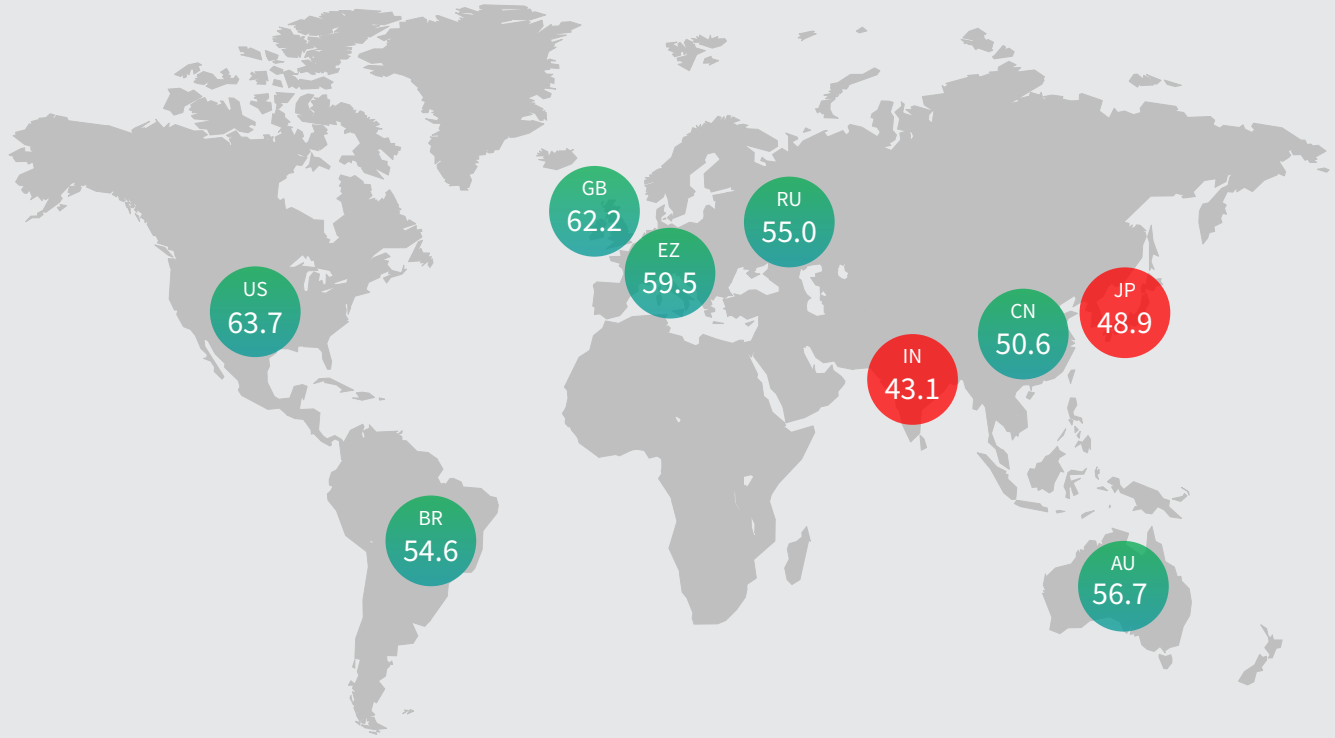 GB
62.2
RU
55.0
EZ
59.5
US
63.7
JP
48.9
CN
50.6
IN
43.1
BR
54.6
AU
56.7